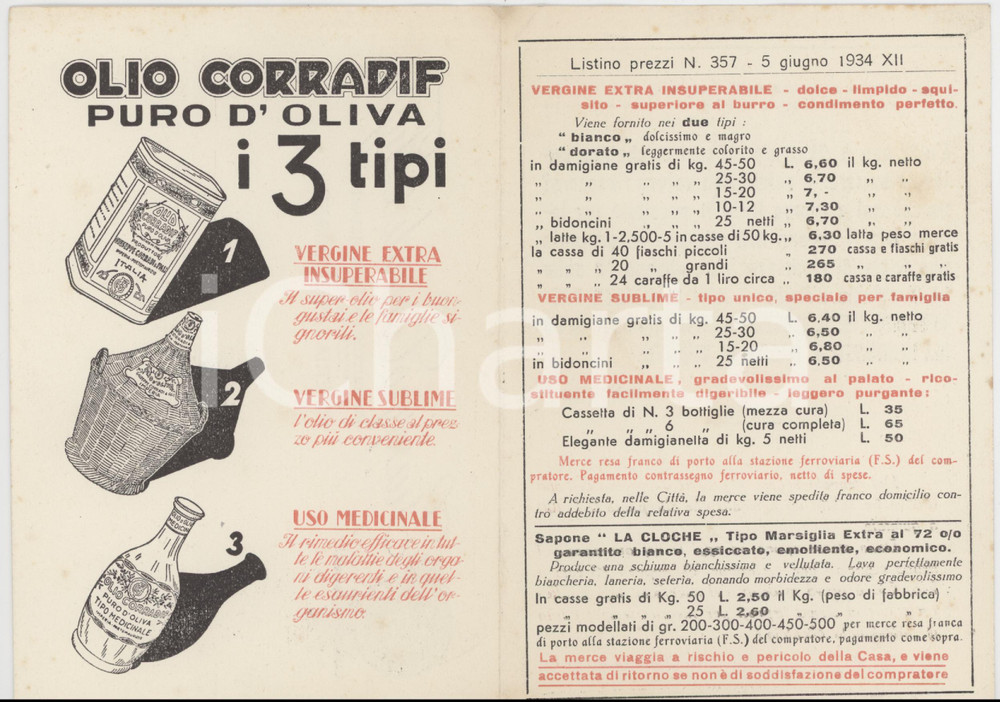 OLIO CORRADIF
PURO D'OLIVA
i 3 tipi
OLIO
CORRADIF
PURO D'OLIVA
PRODUTTORI
ITALIA
1
VERGINE EXTRA
INSUPERABILE
Il super-olio per i buon-
gustai e le famiglie si-
gnorili.
2
VERGINE SUBLIME
l'olio di classe al prez-
zo più conveniente.
OLIO CORRADIF
PURO D'OLIVA
TIPO MEDICINALE
3
USO MEDICINALE
Il rimedio efficace in tut-
te le malattie degli orga-
ni digerenti e in quel-
le esaurienti dell'or-
ganismo.
Listino prezzi N. 357 - 5 giugno 1934 XII
VERGINE EXTRA INSUPERABILE - dolce - limpido - squi-
sito - superiore al burro - condimento perfetto.
Viene fornito nei due tipi :
“ bianco „ dolcissimo e magro
“ dorato „ leggermente colorito e grasso
in damigiane gratis di kg. 45-50 L. 6,60 il kg. netto
„ „ „ „ „ 25-30 „ 6,70 „ „
„ „ „ „ „ 15-20 „ 7, - „ „
„ „ „ „ „ 10-12 „ 7,30 „ „
„ bidoncini „ „ „ 25 netti „ 6,70 „ „
„ latte kg. 1-2,500-5 in casse di 50 kg. „ 6,30 latta peso merce
la cassa di 40 fiaschi piccoli „ 270 cassa e fiaschi gratis
„ „ „ 20 „ grandi „ 265 „ „ „
„ „ „ 24 caraffe da 1 liro circa „ 180 cassa e caraffe gratis
VERGINE SUBLIME - tipo unico, speciale per famiglia
in damigiane gratis di kg. 45-50 L. 6,40 il kg. netto
„ „ „ „ „ 25-30 „ 6,50 „ „
„ „ „ „ „ 15-20 „ 6,80 „ „
in bidoncini „ „ „ 25 netti „ 6,50 „ „
USO MEDICINALE, gradevolissimo al palato - rico-
stituente facilmente digeribile - leggero purgante :
Cassetta di N. 3 bottiglie (mezza cura) L. 35
„ „ „ 6 „ (cura completa) L. 65
Elegante damigianella di kg. 5 netti L. 50
Merce resa franco di porto alla stazione ferroviaria (F.S.) del com-
pratore. Pagamento contrassegno ferroviario, netto di spese.
A richiesta, nelle Città, la merce viene spedita franco domicilio con-
tro addebito della relativa spesa.
Sapone “ LA CLOCHE „ Tipo Marsiglia Extra al 72 o/o
garantito bianco, essiccato, emolliente, economico.
Produce una schiuma bianchissima e vellutata. Lava perfettamente
biancheria, laneria, seteria, donando morbidezza e odore gradevolissimo
In casse gratis di Kg. 50 L. 2,50 il Kg. (peso di fabbrica)
„ „ „ „ 25 L. 2,60 „ „ „ „
pezzi modellati di gr. 200-300-400-450-500 per merce resa franca
di porto alla stazione ferroviaria (F.S.) del compratore, pagamento come sopra.
La merce viaggia a rischio e pericolo della Casa, e viene
accettata di ritorno se non è di soddisfazione del compratore
iCharta